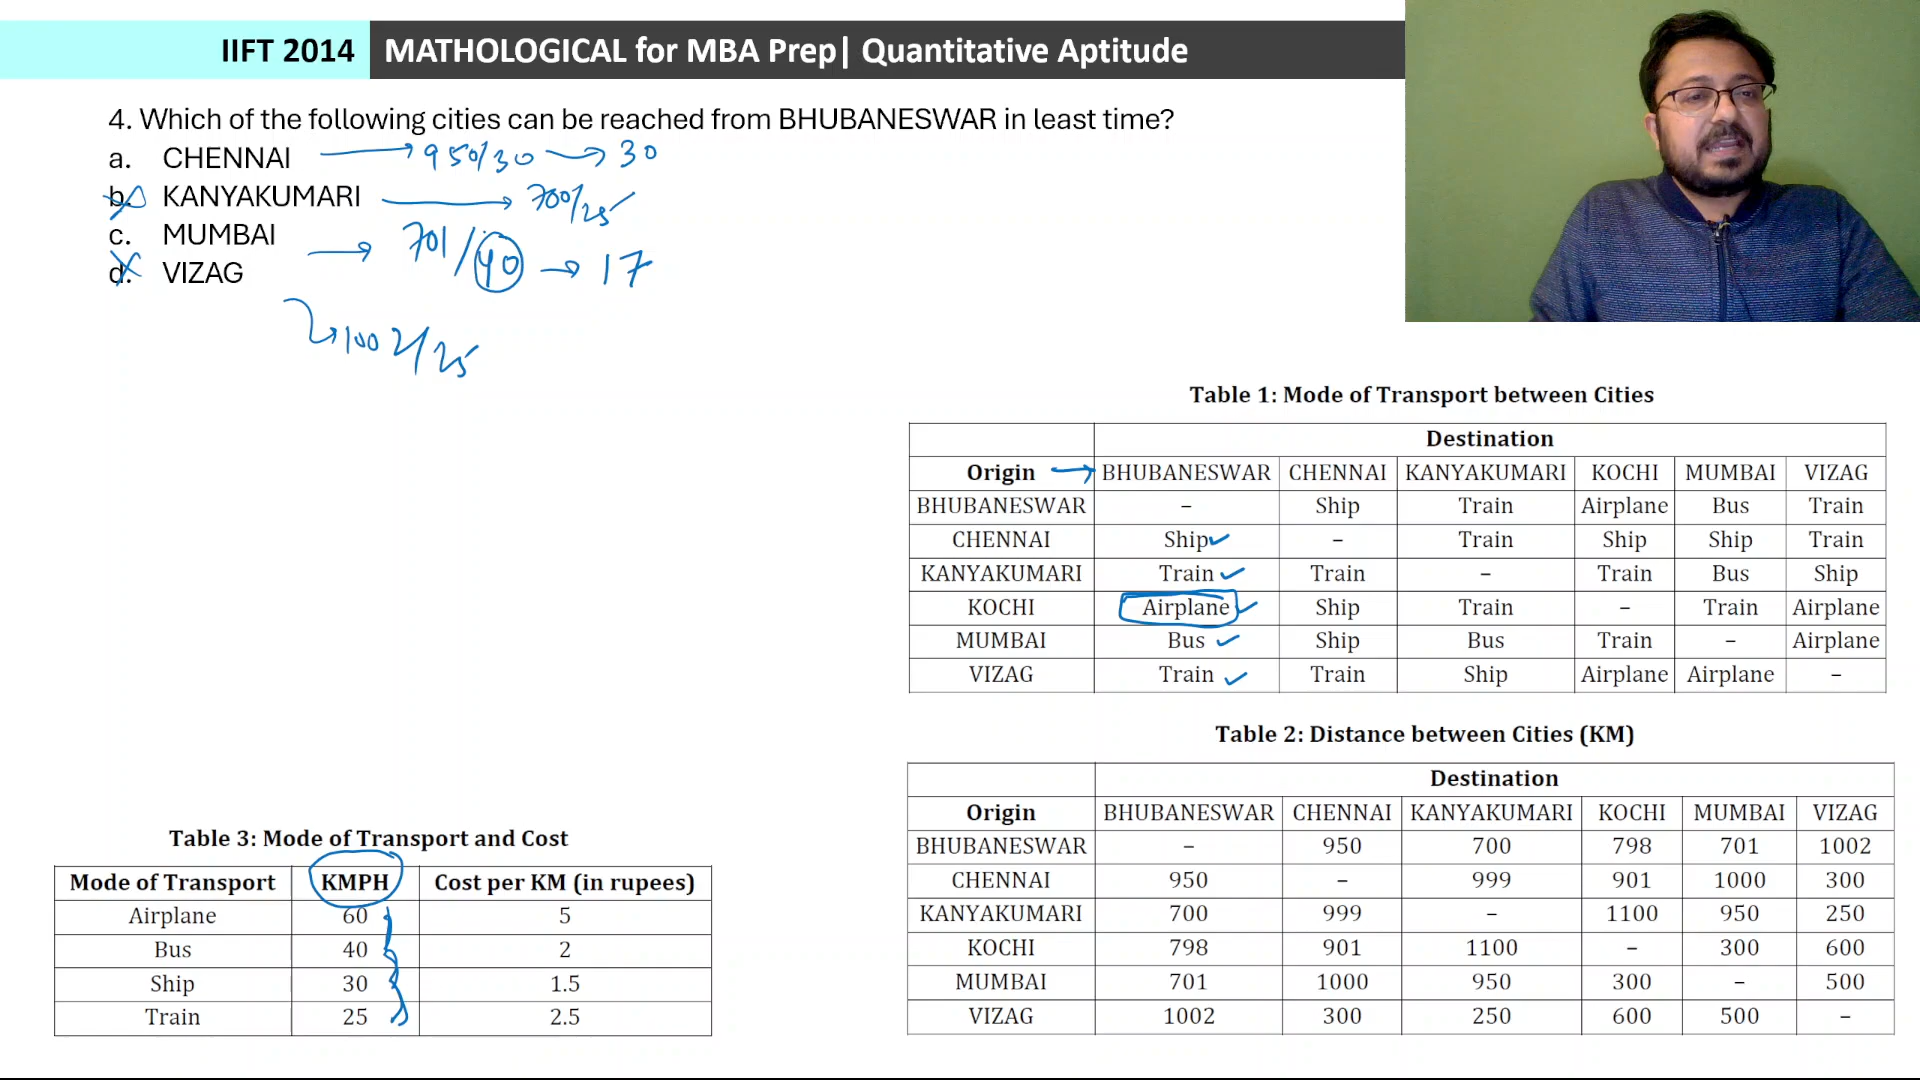 IIFT 2014 MATHOLOGICAL for MBA Prep| Quantitative Aptitude
4. Which of the following cities can be reached from BHUBANESWAR in least time?
a. CHENNAI 950/30 30
b. KANYAKUMARI 700/25
c. MUMBAI 701/40 17
d. VIZAG
1002/25
Table 1: Mode of Transport between Cities
Destination
Origin BHUBANESWAR CHENNAI KANYAKUMARI KOCHI MUMBAI VIZAG
BHUBANESWAR – Ship Train Airplane Bus Train
CHENNAI Ship – Train Ship Ship Train
KANYAKUMARI Train Train – Train Bus Ship
KOCHI Airplane Ship Train – Train Airplane
MUMBAI Bus Ship Bus Train – Airplane
VIZAG Train Train Ship Airplane Airplane –
Table 2: Distance between Cities (KM)
Destination
Origin BHUBANESWAR CHENNAI KANYAKUMARI KOCHI MUMBAI VIZAG
BHUBANESWAR – 950 700 798 701 1002
CHENNAI 950 – 999 901 1000 300
KANYAKUMARI 700 999 – 1100 950 250
KOCHI 798 901 1100 – 300 600
MUMBAI 701 1000 950 300 – 500
VIZAG 1002 300 250 600 500 –
Table 3: Mode of Transport and Cost
Mode of Transport KMPH Cost per KM (in rupees)
Airplane 60 5
Bus 40 2
Ship 30 1.5
Train 25 2.5